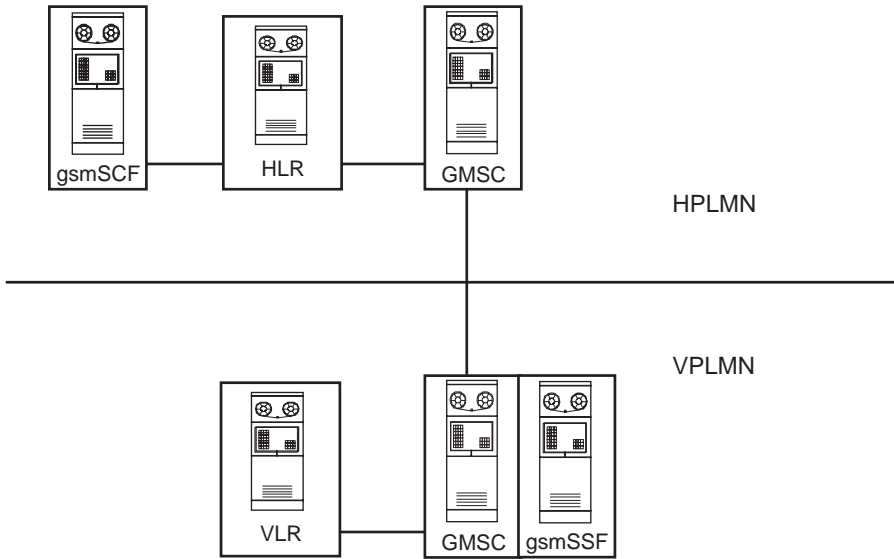 gsmSCF
HLR
GMSC
HPLMN
VPLMN
VLR
GMSC
gsmSSF